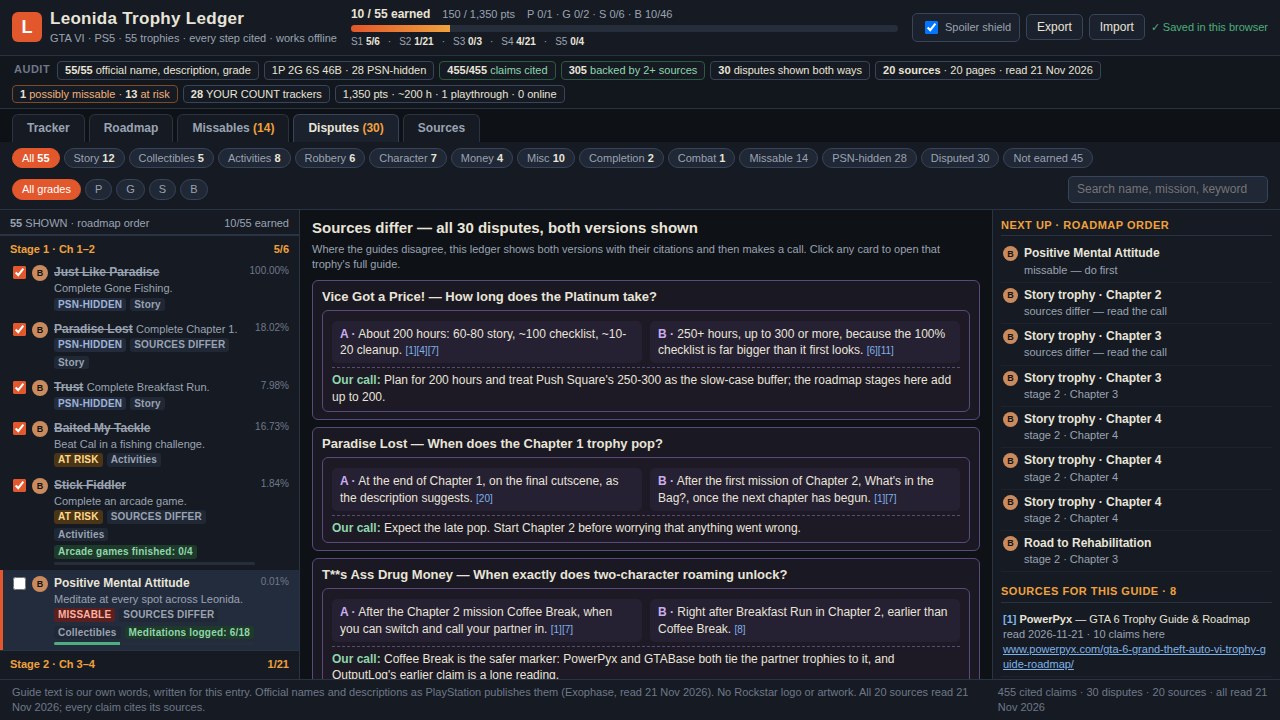 L
Leonida Trophy Ledger
GTA VI · PS5 · 55 trophies · every step cited · works offline
10 / 55 earned 150 / 1,350 pts P 0/1 · G 0/2 · S 0/6 · B 10/46
S1 5/6 · S2 1/21 · S3 0/3 · S4 4/21 · S5 0/4
Spoiler shield
Export
Import
✓ Saved in this browser
AUDIT
55/55 official name, description, grade
1P 2G 6S 46B · 28 PSN-hidden
455/455 claims cited
305 backed by 2+ sources
30 disputes shown both ways
20 sources · 20 pages · read 21 Nov 2026
1 possibly missable · 13 at risk
28 YOUR COUNT trackers
1,350 pts · ~200 h · 1 playthrough · 0 online
Tracker
Roadmap
Missables (14)
Disputes (30)
Sources
All 55
Story 12
Collectibles 5
Activities 8
Robbery 6
Character 7
Money 4
Misc 10
Completion 2
Combat 1
Missable 14
PSN-hidden 28
Disputed 30
Not earned 45
All grades
P
G
S
B
Search name, mission, keyword
55 SHOWN · roadmap order
10/55 earned
Stage 1 · Ch 1–2
5/6
B
Just Like Paradise
100.00%
Complete Gone Fishing.
PSN-HIDDEN
Story
B
Paradise Lost Complete Chapter 1.
18.02%
PSN-HIDDEN
SOURCES DIFFER
Story
B
Trust Complete Breakfast Run.
7.98%
PSN-HIDDEN
Story
B
Baited My Tackle
16.73%
Beat Cal in a fishing challenge.
AT RISK
Activities
B
Stick Fiddler
1.84%
Complete an arcade game.
AT RISK
SOURCES DIFFER
Activities
Arcade games finished: 0/4
B
Positive Mental Attitude
0.01%
Meditate at every spot across Leonida.
MISSABLE
SOURCES DIFFER
Collectibles
Meditations logged: 6/18
Stage 2 · Ch 3–4
1/21
Sources differ — all 30 disputes, both versions shown
Where the guides disagree, this ledger shows both versions with their citations and then makes a call. Click any card to open that
trophy's full guide.
Vice Got a Price! — How long does the Platinum take?
A · About 200 hours: 60-80 story, ~100 checklist, ~10-
20 cleanup. [1][4][7]
B · 250+ hours, up to 300 or more, because the 100%
checklist is far bigger than it first looks. [6][11]
Our call: Plan for 200 hours and treat Push Square's 250-300 as the slow-case buffer; the roadmap stages here add
up to 200.
Paradise Lost — When does the Chapter 1 trophy pop?
A · At the end of Chapter 1, on the final cutscene, as
the description suggests. [20]
B · After the first mission of Chapter 2, What's in the
Bag?, once the next chapter has begun. [1][7]
Our call: Expect the late pop. Start Chapter 2 before worrying that anything went wrong.
T**s Ass Drug Money — When exactly does two-character roaming unlock?
A · After the Chapter 2 mission Coffee Break, when
you can switch and call your partner in. [1][7]
B · Right after Breakfast Run in Chapter 2, earlier than
Coffee Break. [8]
Our call: Coffee Break is the safer marker: PowerPyx and GTABase both tie the partner trophies to it, and
OutputLog's earlier claim is a lone reading.
NEXT UP · ROADMAP ORDER
B
Positive Mental Attitude
missable — do first
B
Story trophy · Chapter 2
sources differ — read the call
B
Story trophy · Chapter 3
sources differ — read the call
B
Story trophy · Chapter 3
stage 2 · Chapter 3
B
Story trophy · Chapter 4
stage 2 · Chapter 4
B
Story trophy · Chapter 4
stage 2 · Chapter 4
B
Story trophy · Chapter 4
stage 2 · Chapter 4
B
Road to Rehabilitation
stage 2 · Chapter 3
SOURCES FOR THIS GUIDE · 8
[1] PowerPyx — GTA 6 Trophy Guide & Roadmap
read 2026-11-21 · 10 claims here
www.powerpyx.com/gta-6-grand-theft-auto-vi-trophy-g
uide-roadmap/
Guide text is our own words, written for this entry. Official names and descriptions as PlayStation publishes them (Exophase, read 21 Nov 2026). No Rockstar logo or artwork. All 20 sources read 21
Nov 2026; every claim cites its sources.
455 cited claims · 30 disputes · 20 sources · all read 21
Nov 2026